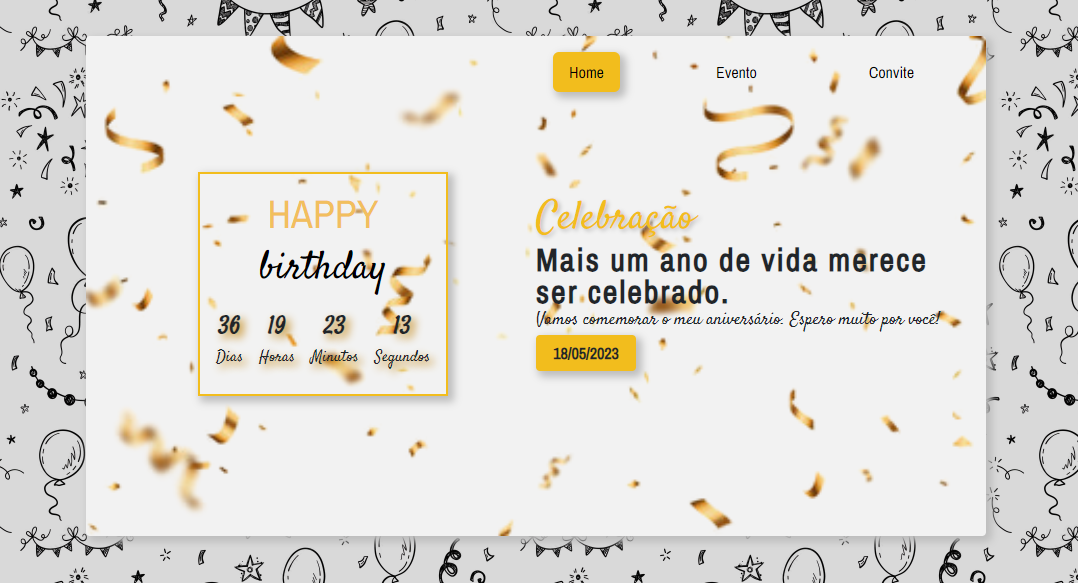 Home Evento Convite
HAPPY
birthday
36 19 23 13
Dias Horas Minutos Segundos
Celebração
Mais um ano de vida merece
ser celebrado.
Vamos comemorar o meu aniversário. Espero muito por você!
18/05/2023